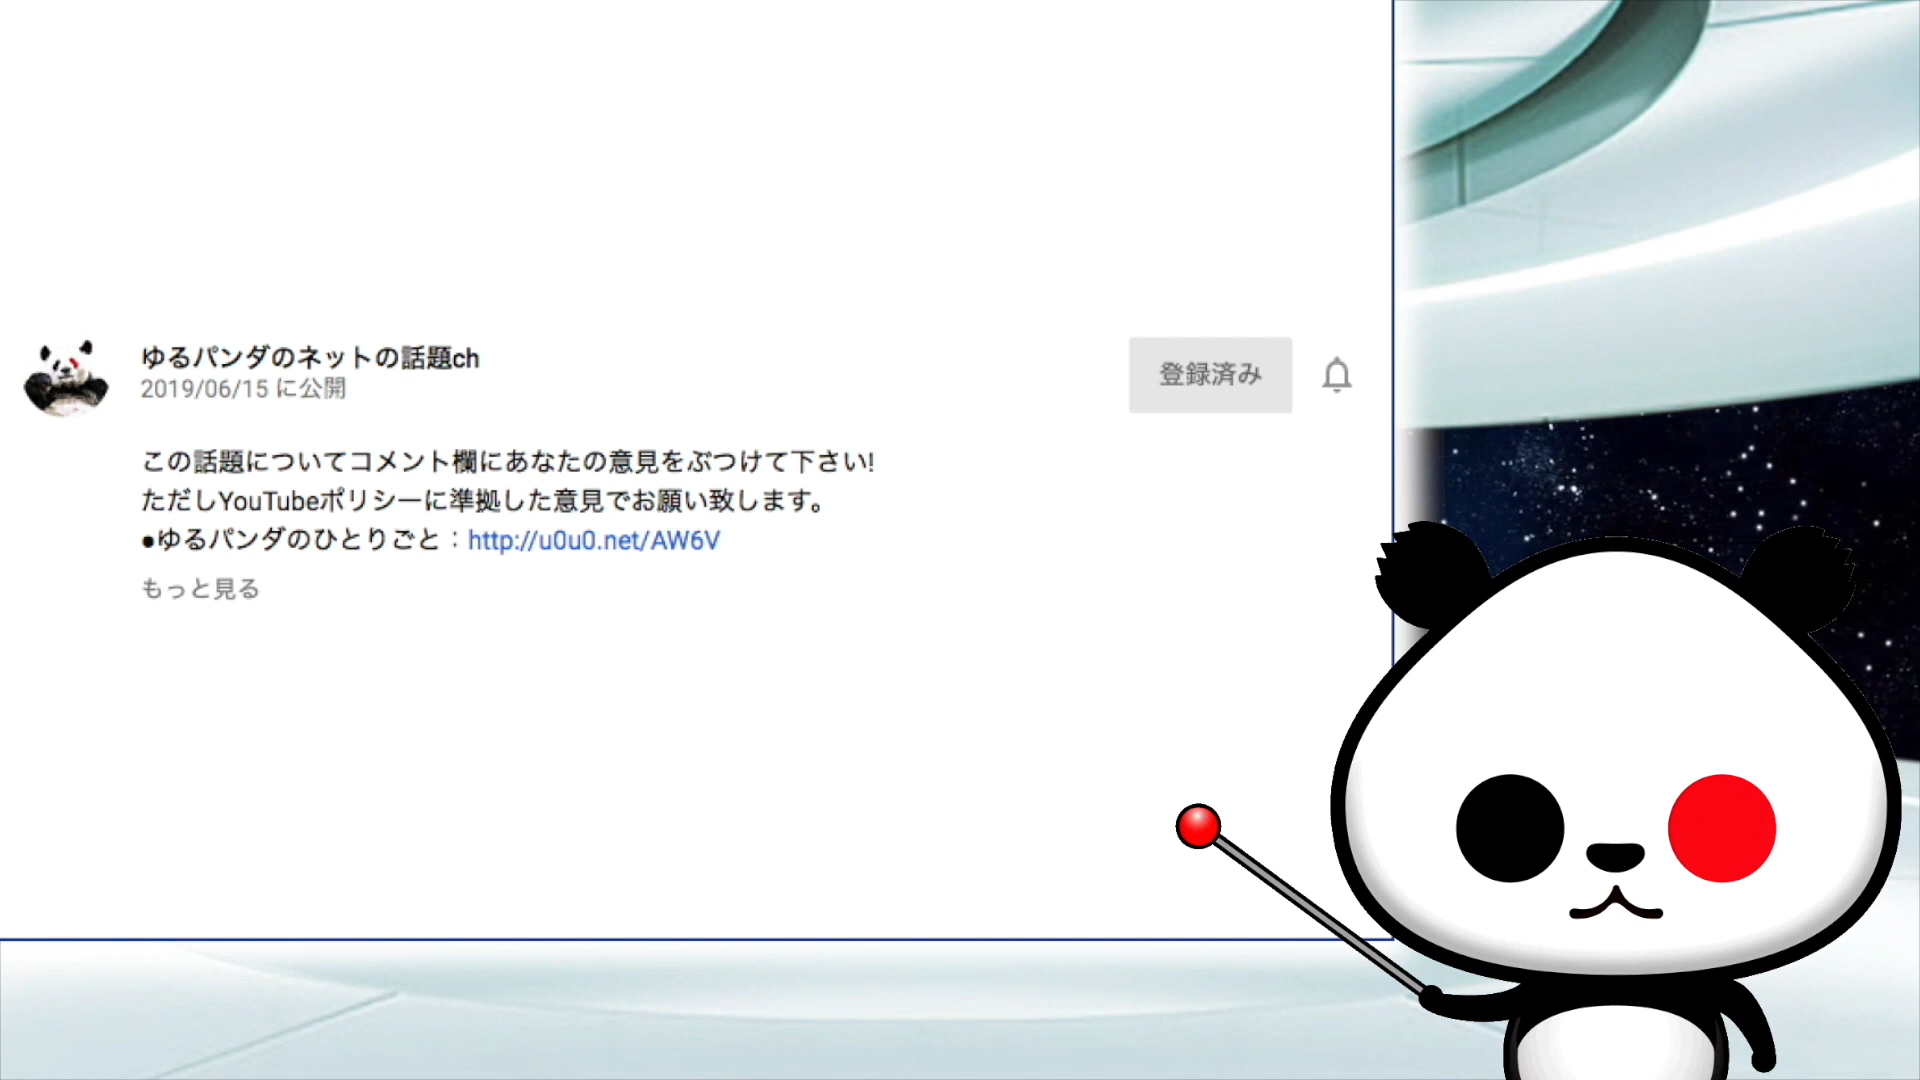 ゆるパンダのネットの話題ch
2019/06/15 に公開
登録済み
この話題についてコメント欄にあなたの意見をぶつけて下さい!
ただしYouTubeポリシーに準拠した意見でお願い致します。
●ゆるパンダのひとりごと：http://u0u0.net/AW6V
もっと見る